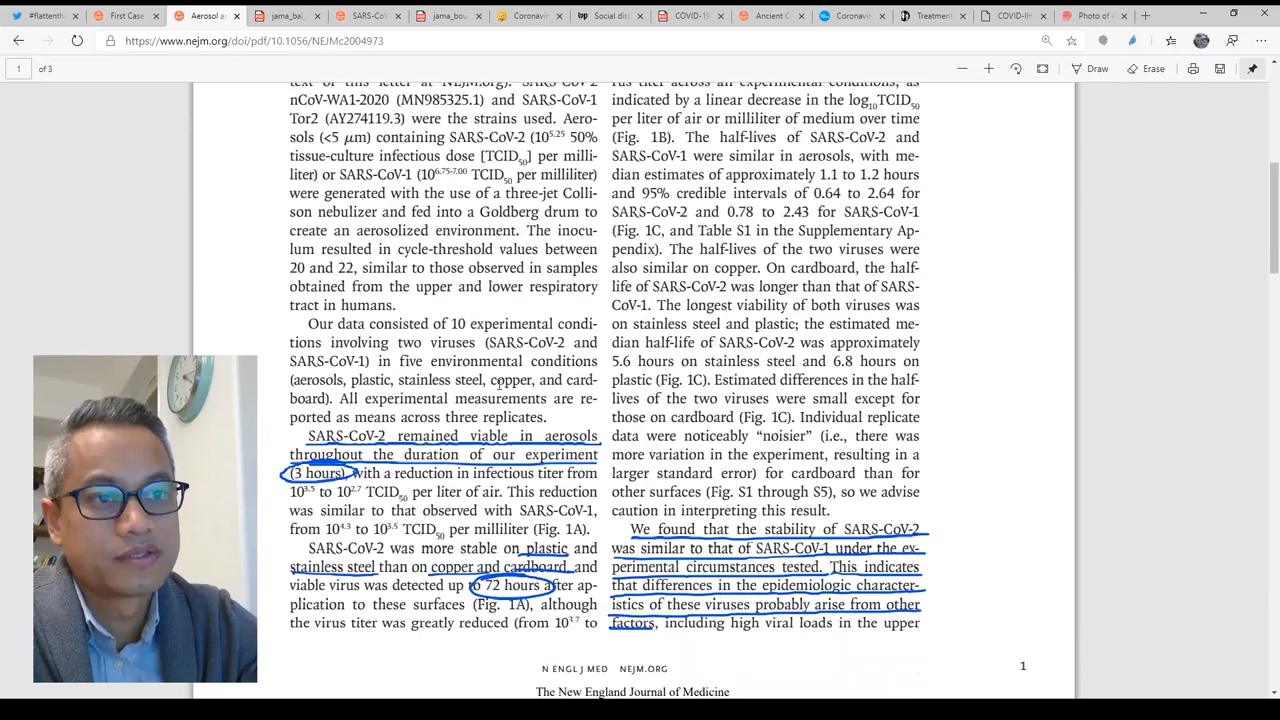 #flattenth
First Case
Aerosol ar
jama_bai_
SARS-CoV
jama_bou
Coronavir
Social dis
COVID-19
Ancient C
Coronavir
Treatment
COVID-IH
Photo of A
https://www.nejm.org/doi/pdf/10.1056/NEJMc2004973
1 of 3
Draw
Erase
text of this letter at NEJM.org). SARS-CoV-2
nCoV-WA1-2020 (MN985325.1) and SARS-CoV-1
Tor2 (AY274119.3) were the strains used. Aero-
sols (<5 μm) containing SARS-CoV-2 (10^5.25 50%
tissue-culture infectious dose [TCID50] per milli-
liter) or SARS-CoV-1 (10^6.75-7.00 TCID50 per milliliter)
were generated with the use of a three-jet Colli-
son nebulizer and fed into a Goldberg drum to
create an aerosolized environment. The inocu-
lum resulted in cycle-threshold values between
20 and 22, similar to those observed in samples
obtained from the upper and lower respiratory
tract in humans.
Our data consisted of 10 experimental condi-
tions involving two viruses (SARS-CoV-2 and
SARS-CoV-1) in five environmental conditions
(aerosols, plastic, stainless steel, copper, and card-
board). All experimental measurements are re-
ported as means across three replicates.
SARS-CoV-2 remained viable in aerosols
throughout the duration of our experiment
(3 hours), with a reduction in infectious titer from
10^3.5 to 10^2.7 TCID50 per liter of air. This reduction
was similar to that observed with SARS-CoV-1,
from 10^4.3 to 10^3.5 TCID50 per milliliter (Fig. 1A).
SARS-CoV-2 was more stable on plastic and
stainless steel than on copper and cardboard, and
viable virus was detected up to 72 hours after ap-
plication to these surfaces (Fig. 1A), although
the virus titer was greatly reduced (from 10^3.7 to
rus titer across all experimental conditions, as
indicated by a linear decrease in the log10TCID50
per liter of air or milliliter of medium over time
(Fig. 1B). The half-lives of SARS-CoV-2 and
SARS-CoV-1 were similar in aerosols, with me-
dian estimates of approximately 1.1 to 1.2 hours
and 95% credible intervals of 0.64 to 2.64 for
SARS-CoV-2 and 0.78 to 2.43 for SARS-CoV-1
(Fig. 1C, and Table S1 in the Supplementary Ap-
pendix). The half-lives of the two viruses were
also similar on copper. On cardboard, the half-
life of SARS-CoV-2 was longer than that of SARS-
CoV-1. The longest viability of both viruses was
on stainless steel and plastic; the estimated me-
dian half-life of SARS-CoV-2 was approximately
5.6 hours on stainless steel and 6.8 hours on
plastic (Fig. 1C). Estimated differences in the half-
lives of the two viruses were small except for
those on cardboard (Fig. 1C). Individual replicate
data were noticeably “noisier” (i.e., there was
more variation in the experiment, resulting in a
larger standard error) for cardboard than for
other surfaces (Fig. S1 through S5), so we advise
caution in interpreting this result.
We found that the stability of SARS-CoV-2
was similar to that of SARS-CoV-1 under the ex-
perimental circumstances tested. This indicates
that differences in the epidemiologic character-
istics of these viruses probably arise from other
factors, including high viral loads in the upper
N ENGL J MED NEJM.ORG
1
The New England Journal of Medicine